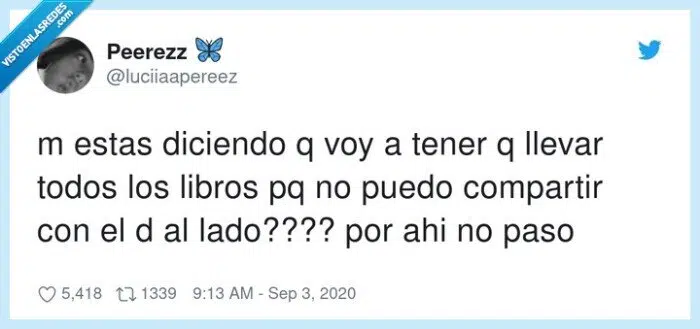 VISTOENLASREDES
.com
Peerezz 🦋
@luciiaapereez
m estas diciendo q voy a tener q llevar
todos los libros pq no puedo compartir
con el d al lado???? por ahi no paso
5,418 1339 9:13 AM - Sep 3, 2020